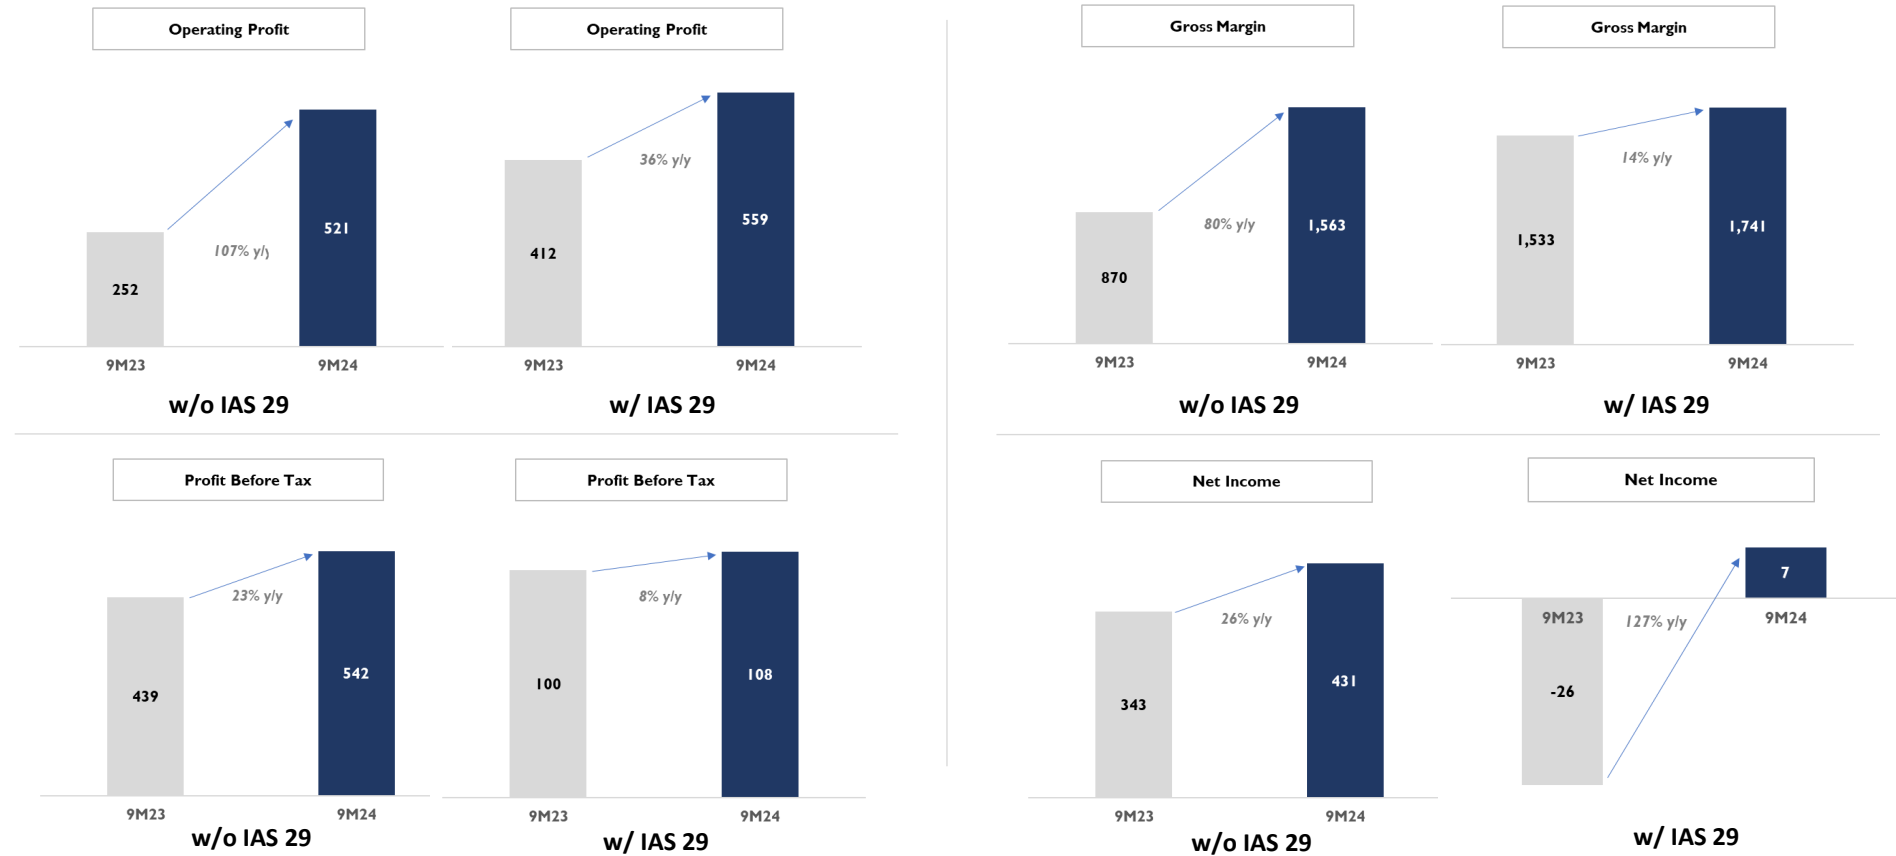 Operating Profit
107% y/y
252
521
9M23
9M24
w/o IAS 29
Operating Profit
36% y/y
412
559
9M23
9M24
w/ IAS 29
Gross Margin
80% y/y
870
1,563
9M23
9M24
w/o IAS 29
Gross Margin
14% y/y
1,533
1,741
9M23
9M24
w/ IAS 29
Profit Before Tax
23% y/y
439
542
9M23
9M24
w/o IAS 29
Profit Before Tax
8% y/y
100
108
9M23
9M24
w/ IAS 29
Net Income
26% y/y
343
431
9M23
9M24
w/o IAS 29
Net Income
7
9M23
127% y/y
9M24
-26
w/ IAS 29